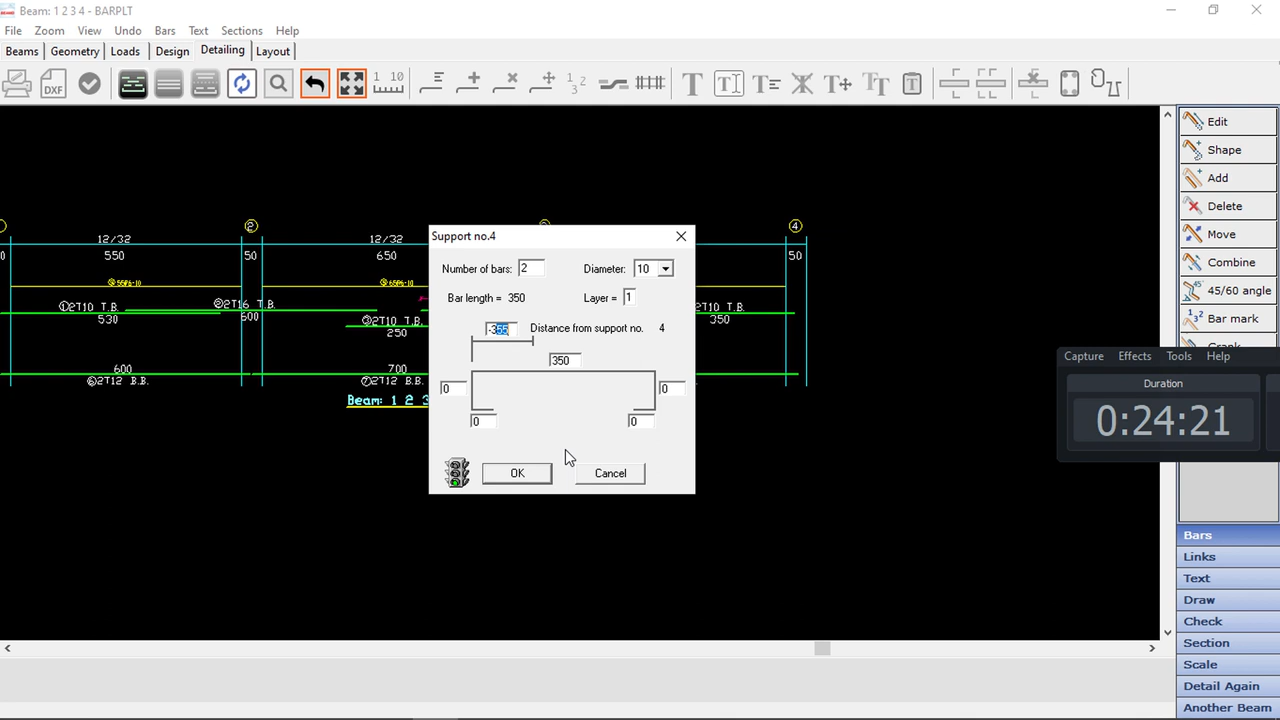 Beam: 1 2 3 4 - BARPLT
File Zoom View Undo Bars Text Sections Help
Beams Geometry Loads Design Detailing Layout
DXF 1 10
Edit
Shape
Add
Delete
Move
Combine
45/60 angle
Bar mark
Crank
Capture Effects Tools Help
Duration
0:24:21
Bars
Links
Text
Draw
Check
Section
Scale
Detail Again
Another Beam
2 4
12/32 12/32
0 550 50 650 50
①2T10 T.B. ②2T16 T.B. 2T10 T.B.
530 600 350
③2T10 T.B.
250
600 700
⑥2T12 B.B. ⑦2T12 B.B.
Beam: 1 2 3
Support no.4
Number of bars: 2 Diameter: 10
Bar length = 350 Layer = 1
-355 Distance from support no. 4
350
0 0
0 0
OK Cancel